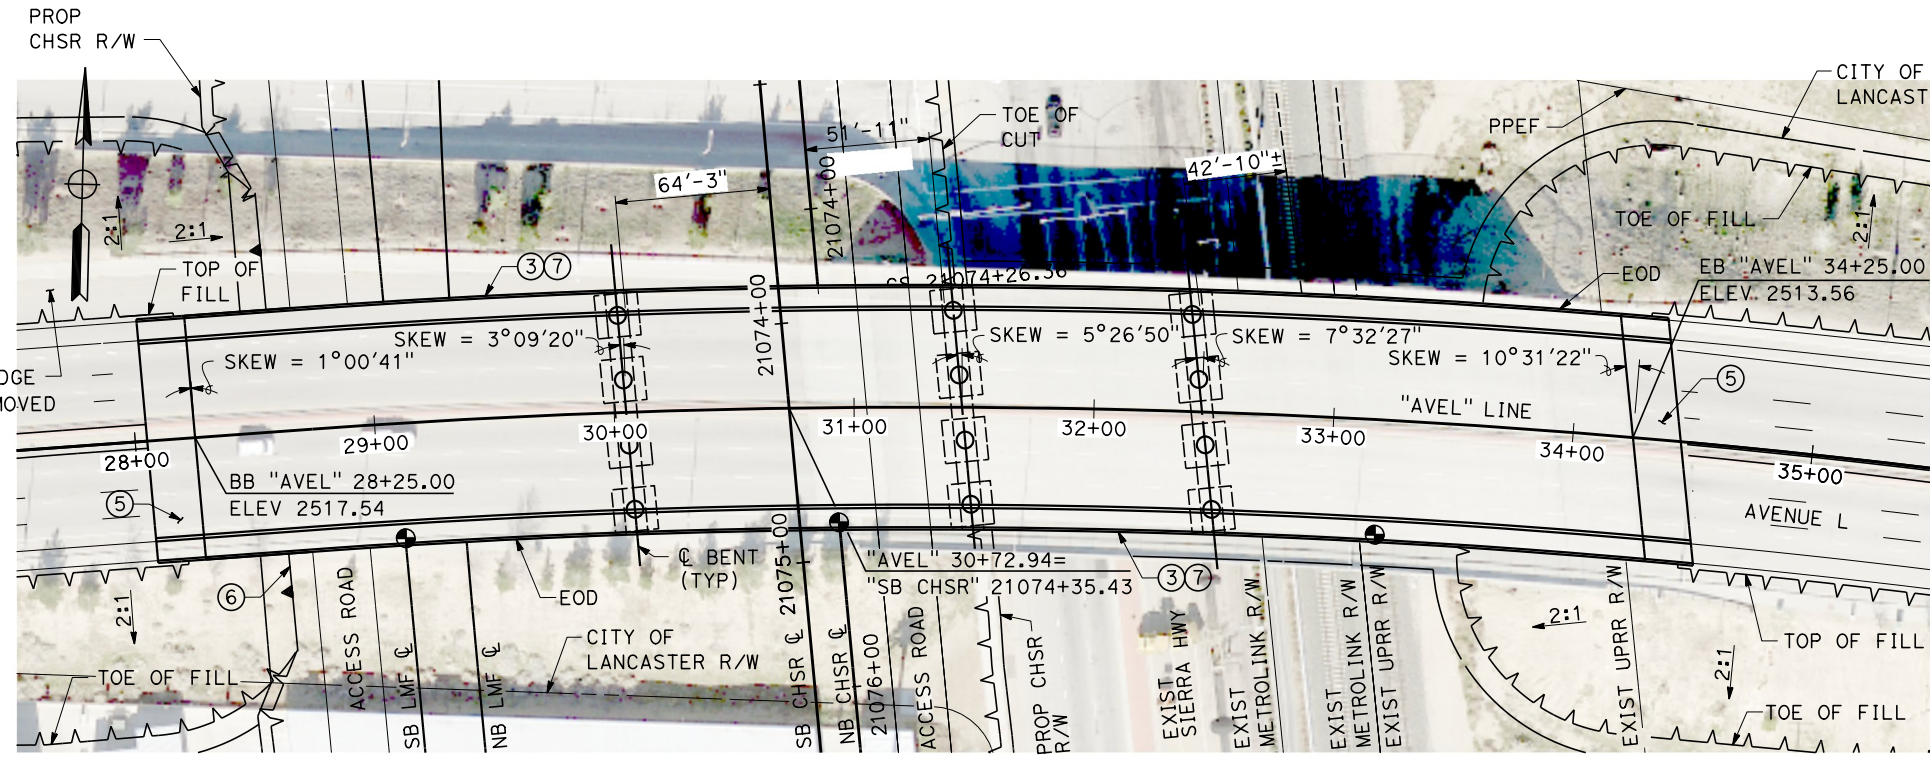 PROP
CHSR R/W
CITY OF
LANCAST
TOE OF
CUT
PPEF
51'-11"
42'-10"±
64'-3"
21074+00
2:1
2:1
TOE OF FILL
2:1
TOP OF
FILL
3 7
EOD
EB "AVEL" 34+25.00
ELEV 2513.56
21074+26.56
21074+00
SKEW = 3°09'20"
SKEW = 5°26'50"
SKEW = 7°32'27"
SKEW = 1°00'41"
SKEW = 10°31'22"
DGE
MOVED
5
"AVEL" LINE
28+00
29+00
30+00
31+00
32+00
33+00
34+00
35+00
BB "AVEL" 28+25.00
ELEV 2517.54
5
AVENUE L
℄ BENT
(TYP)
21075+00
"AVEL" 30+72.94=
"SB CHSR" 21074+35.43
3 7
6
EOD
2:1
ACCESS ROAD
SB LMF ℄
NB LMF ℄
CITY OF
LANCASTER R/W
SB CHSR ℄
NB CHSR ℄
21076+00
ACCESS ROAD
PROP CHSR
R/W
EXIST
SIERRA HWY
EXIST
METROLINK R/W
EXIST
METROLINK R/W
EXIST UPRR R/W
2:1
EXIST UPRR R/W
TOP OF FILL
2:1
TOE OF FILL
TOE OF FILL